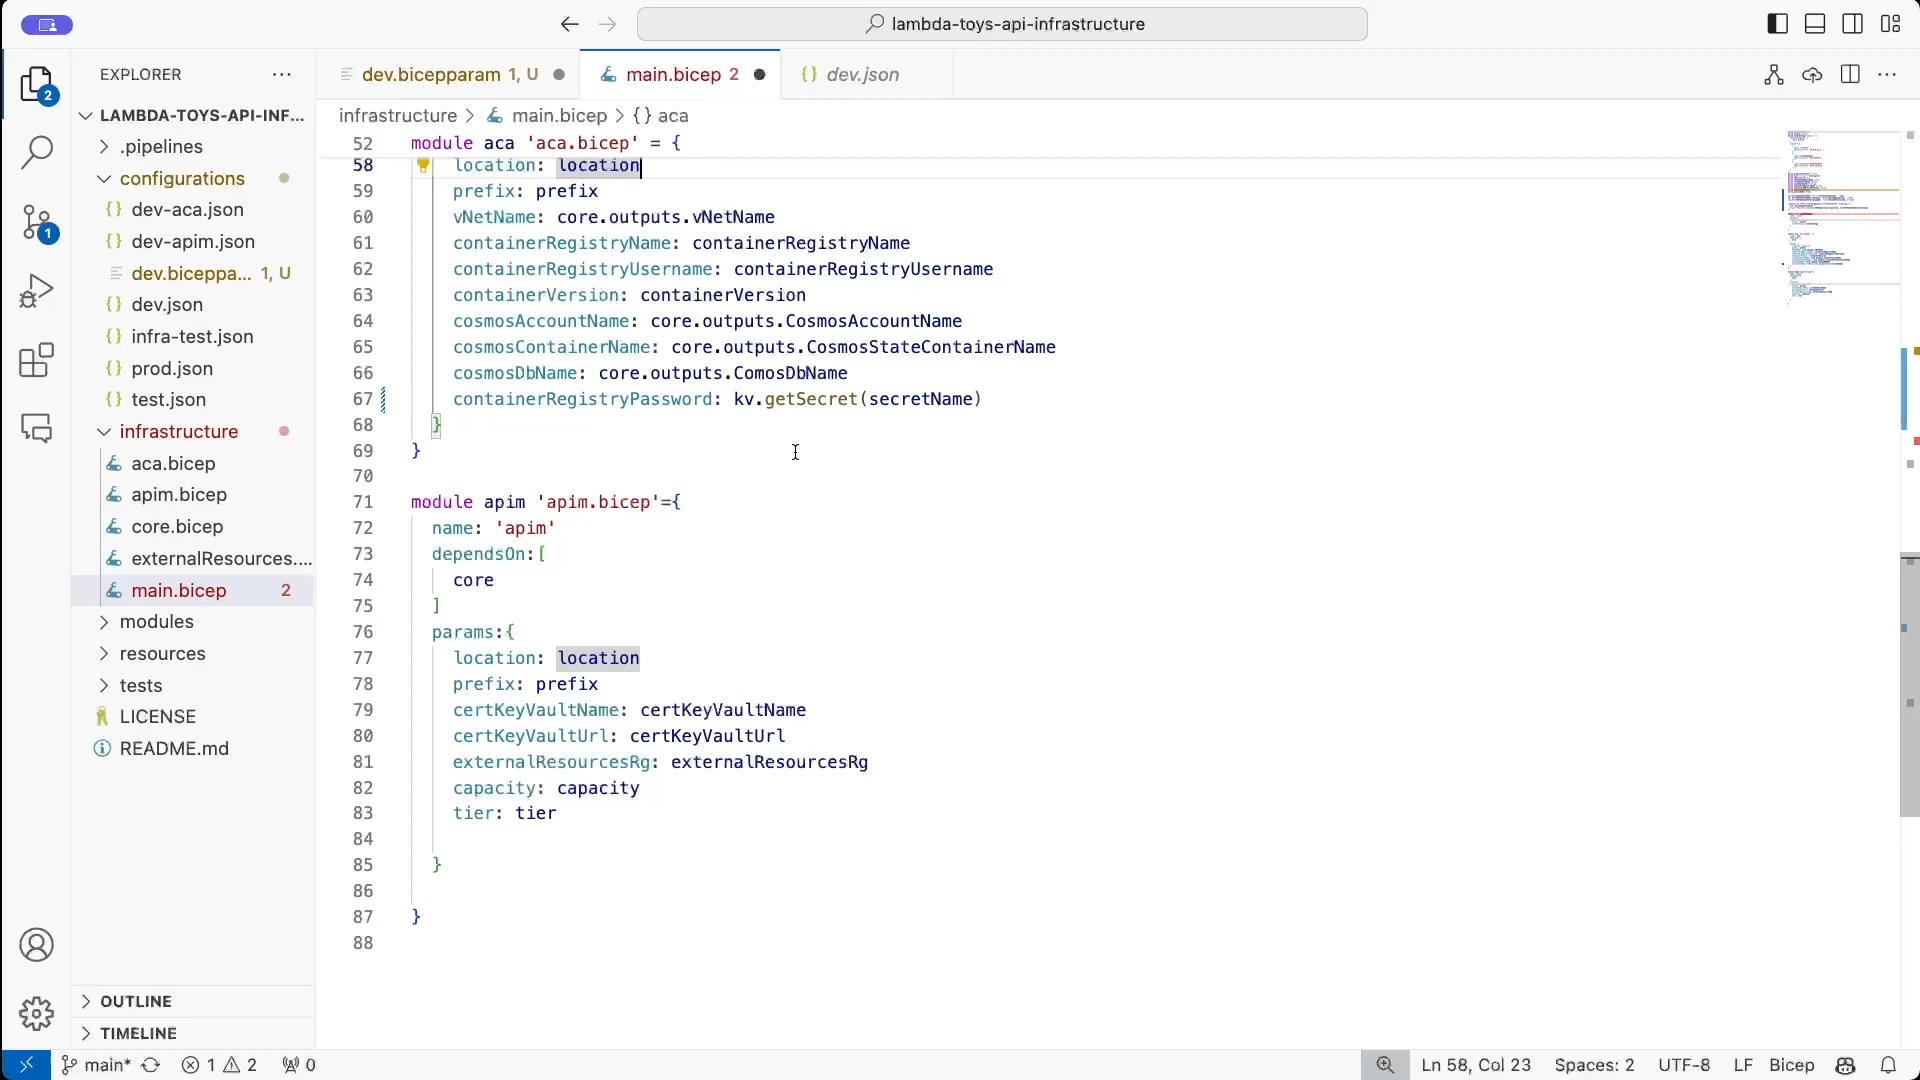 lambda-toys-api-infrastructure
2
1
EXPLORER
LAMBDA-TOYS-API-INF...
.pipelines
configurations
dev-aca.json
dev-apim.json
dev.biceppa... 1, U
dev.json
infra-test.json
prod.json
test.json
infrastructure
aca.bicep
apim.bicep
core.bicep
externalResources....
main.bicep 2
modules
resources
tests
LICENSE
README.md
OUTLINE
TIMELINE
dev.bicepparam 1, U
main.bicep 2
dev.json
infrastructure > main.bicep > {} aca
52 module aca 'aca.bicep' = {
58 location: location
59 prefix: prefix
60 vNetName: core.outputs.vNetName
61 containerRegistryName: containerRegistryName
62 containerRegistryUsername: containerRegistryUsername
63 containerVersion: containerVersion
64 cosmosAccountName: core.outputs.CosmosAccountName
65 cosmosContainerName: core.outputs.CosmosStateContainerName
66 cosmosDbName: core.outputs.ComosDbName
67 containerRegistryPassword: kv.getSecret(secretName)
68 }
69 }
70
71 module apim 'apim.bicep'={
72 name: 'apim'
73 dependsOn:[
74 core
75 ]
76 params:{
77 location: location
78 prefix: prefix
79 certKeyVaultName: certKeyVaultName
80 certKeyVaultUrl: certKeyVaultUrl
81 externalResourcesRg: externalResourcesRg
82 capacity: capacity
83 tier: tier
84
85 }
86
87 }
88
main* 1 2 0
Ln 58, Col 23 Spaces: 2 UTF-8 LF Bicep